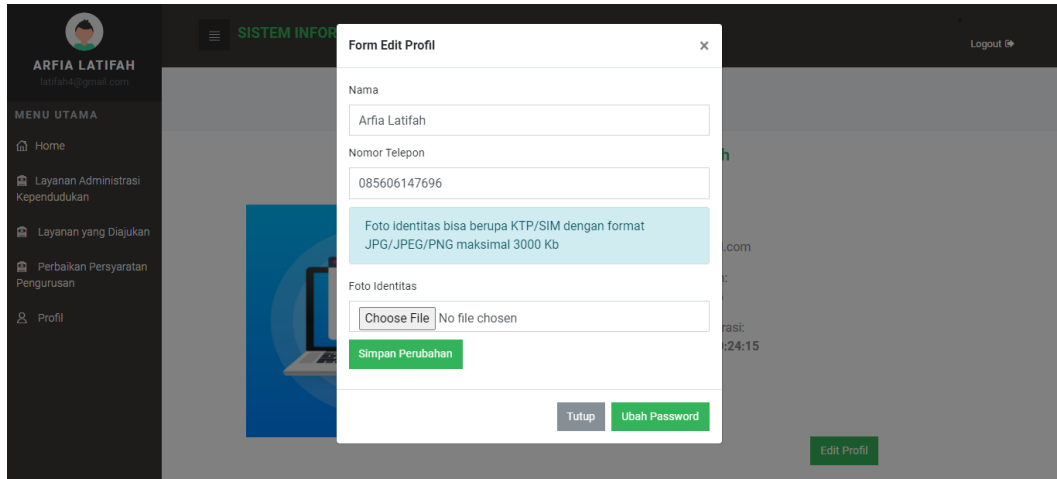 ARFIA LATIFAH
latifah4@gmail.com
MENU UTAMA
Home
Layanan Administrasi
Kependudukan
Layanan yang Diajukan
Perbaikan Persyaratan
Pengurusan
Profil
SISTEM INFOR
Logout
Form Edit Profil
×
Nama
Arfia Latifah
Nomor Telepon
085606147696
Foto identitas bisa berupa KTP/SIM dengan format
JPG/JPEG/PNG maksimal 3000 Kb
Foto Identitas
Choose File No file chosen
Simpan Perubahan
Tutup
Ubah Password
h
.com
rasi:
:24:15
Edit Profil